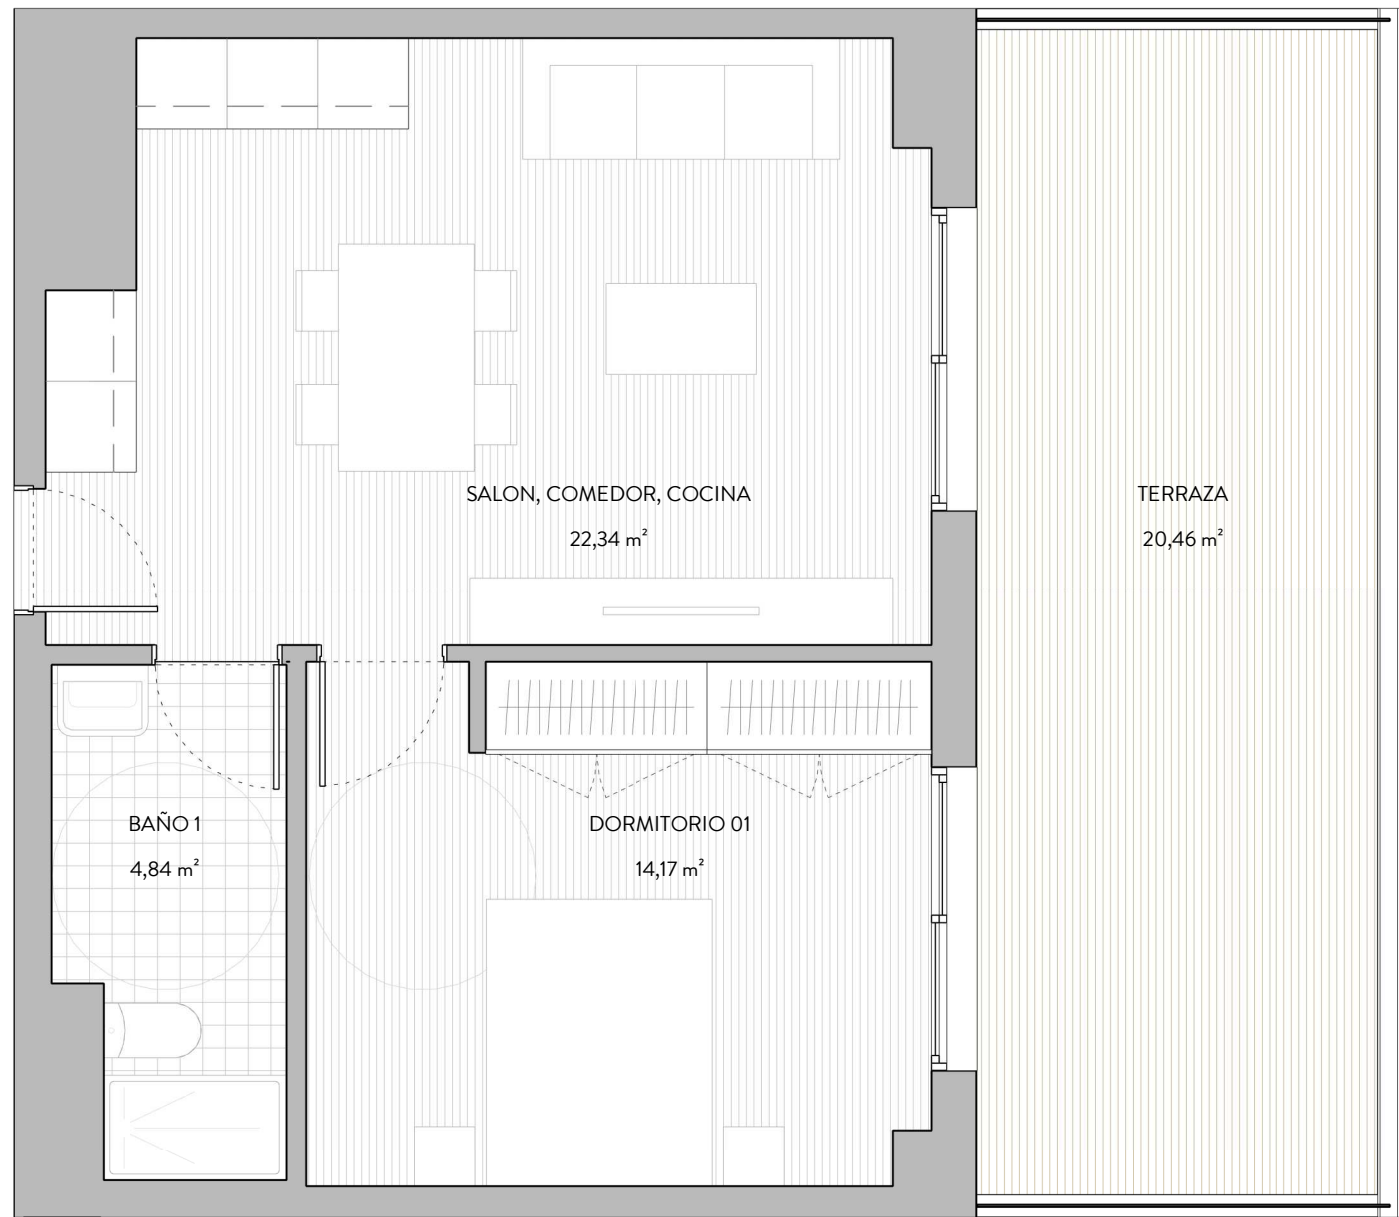 SALON, COMEDOR, COCINA
22,34 m²
TERRAZA
20,46 m²
BAÑO 1
4,84 m²
DORMITORIO 01
14,17 m²